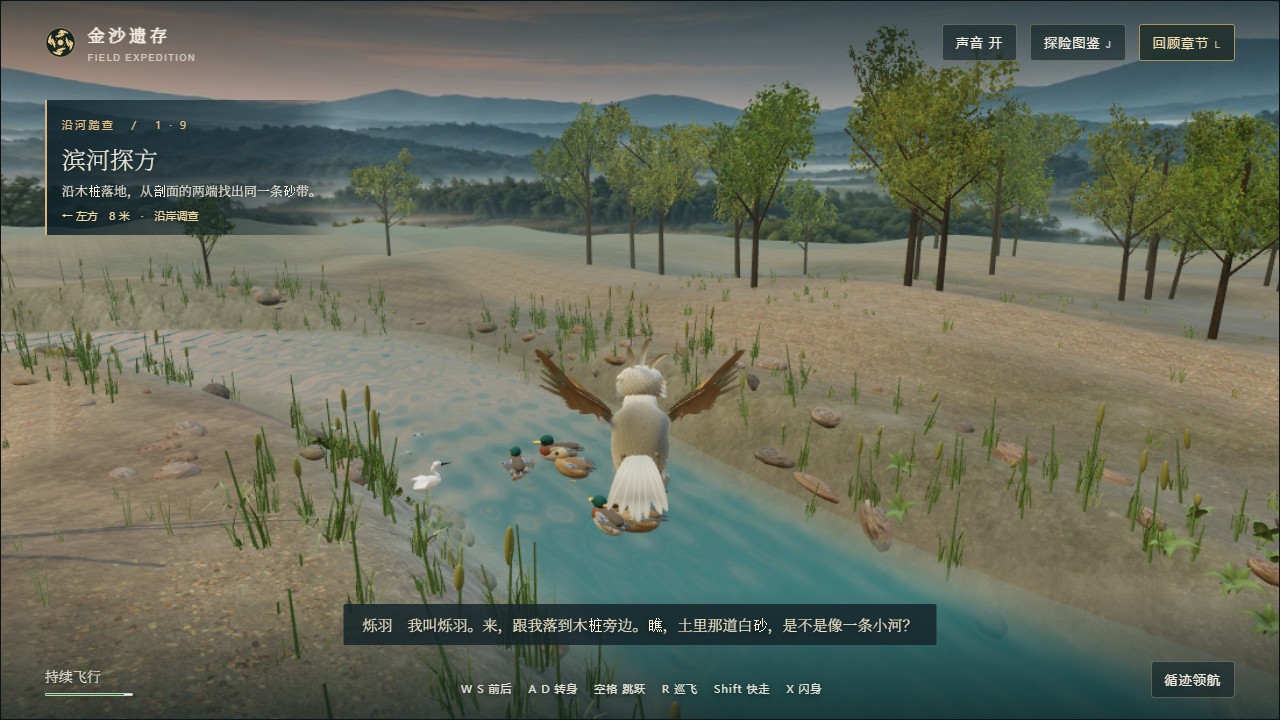 金沙遗存
FIELD EXPEDITION
声音 开
探险图鉴 J
回顾章节 L
沿河踏查 / 1 - 9
滨河探方
沿木桩落地，从剖面的两端找出同一条砂带。
←左方 8 米 · 沿岸调查
烁羽 我叫烁羽。来，跟我落到木桩旁边。瞧，土里那道白砂，是不是像一条小河？
持续飞行
W S 前后 A D 转身 空格 跳跃 R 巡飞 Shift 快走 X 闪身
循迹领航